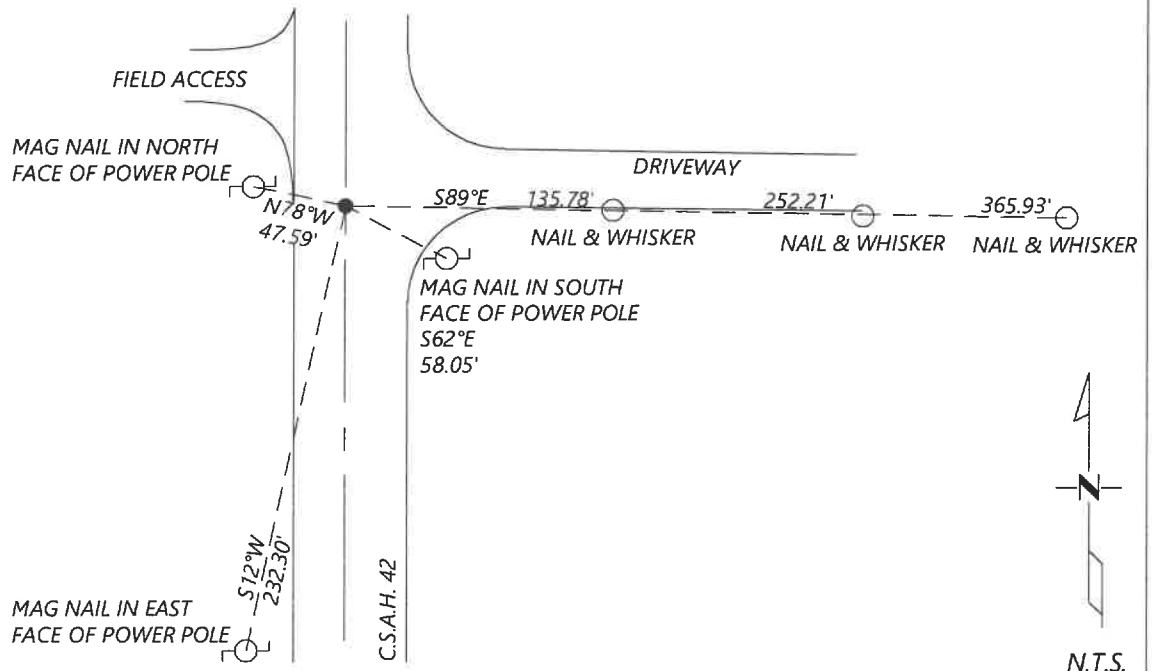 FIELD ACCESS
MAG NAIL IN NORTH
FACE OF POWER POLE
DRIVEWAY
N78°W
47.59'
S89°E
135.78'
252.21'
365.93'
NAIL & WHISKER
NAIL & WHISKER
NAIL & WHISKER
MAG NAIL IN SOUTH
FACE OF POWER POLE
S62°E
58.05'
S12°W
232.30'
C.S.A.H. 42
MAG NAIL IN EAST
FACE OF POWER POLE
N
N.T.S.